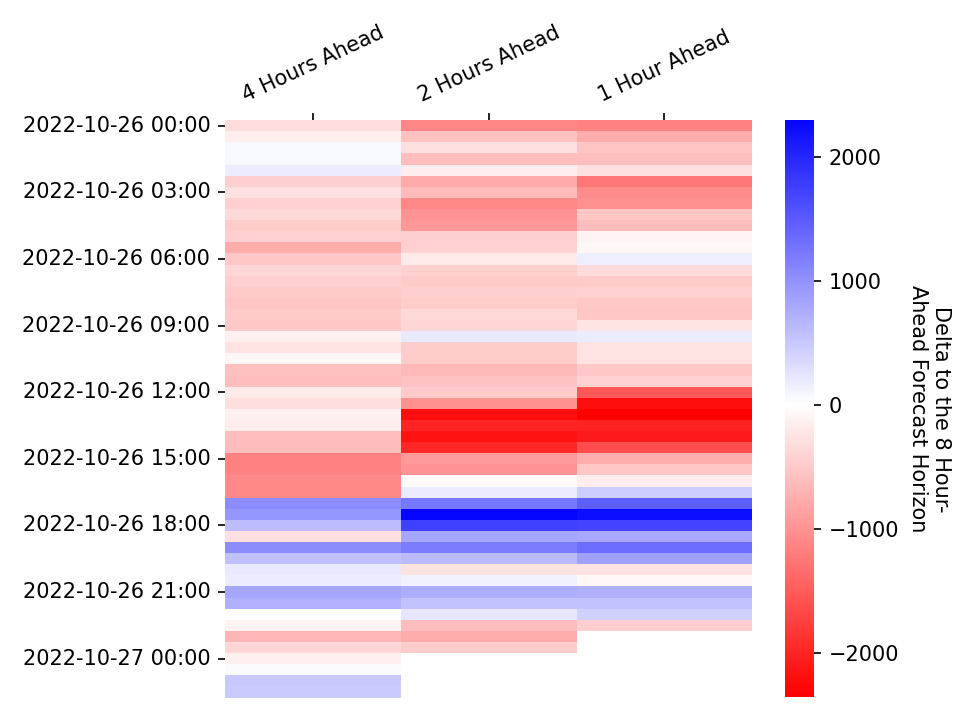 4 Hours Ahead
2 Hours Ahead
1 Hour Ahead
2022-10-26 00:00
2022-10-26 03:00
2022-10-26 06:00
2022-10-26 09:00
2022-10-26 12:00
2022-10-26 15:00
2022-10-26 18:00
2022-10-26 21:00
2022-10-27 00:00
2000
1000
0
−1000
−2000
Delta to the 8 Hour-
Ahead Forecast Horizon